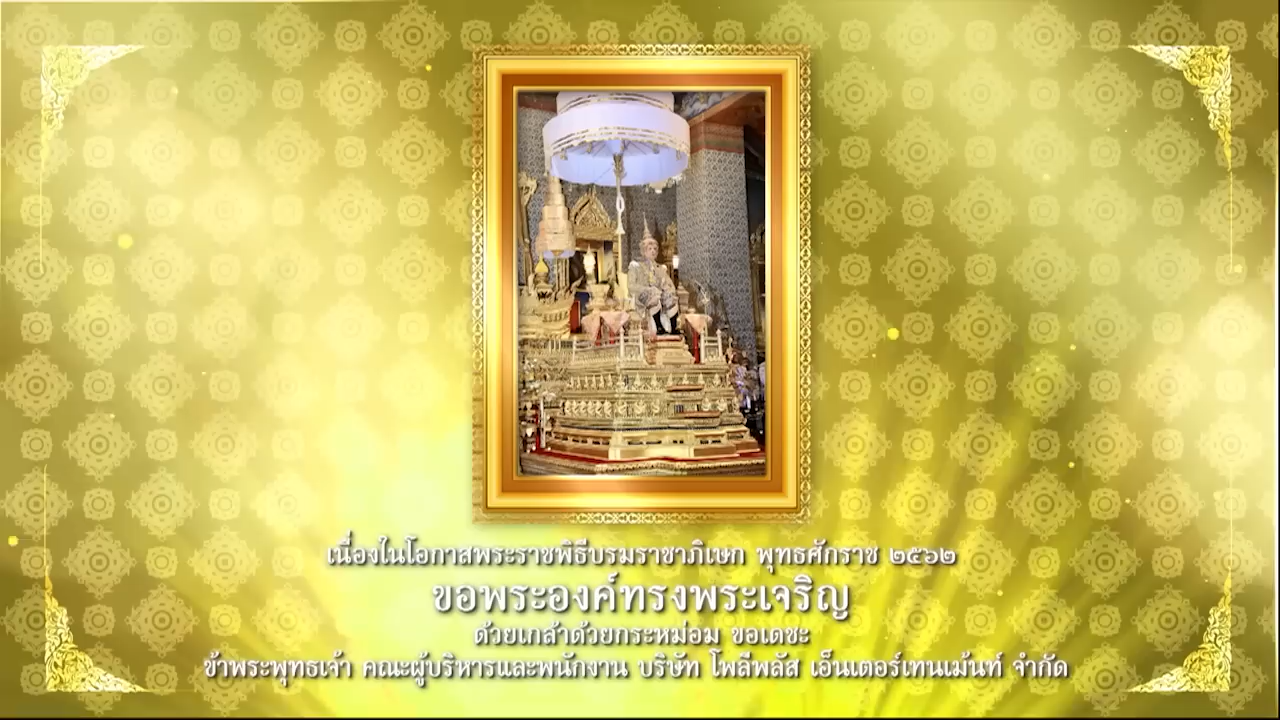 เนื่องในโอกาสพระราชพิธีบรมราชาภิเษก พุทธศักราช ๒๕๖๒
ขอพระองค์ทรงพระเจริญ
ด้วยเกล้าด้วยกระหม่อม ขอเดชะ
ข้าพระพุทธเจ้า คณะผู้บริหารและพนักงาน บริษัท โพลีพลัส เอ็นเตอร์เทนเม้นท์ จำกัด